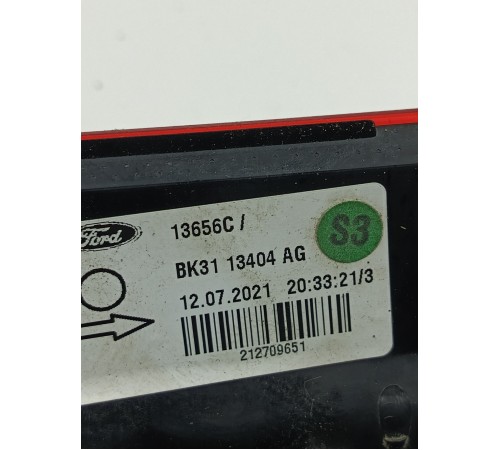 Ford
13656C /
S3
BK31 13404 AG
12.07.2021 20:33:21/3
212709651